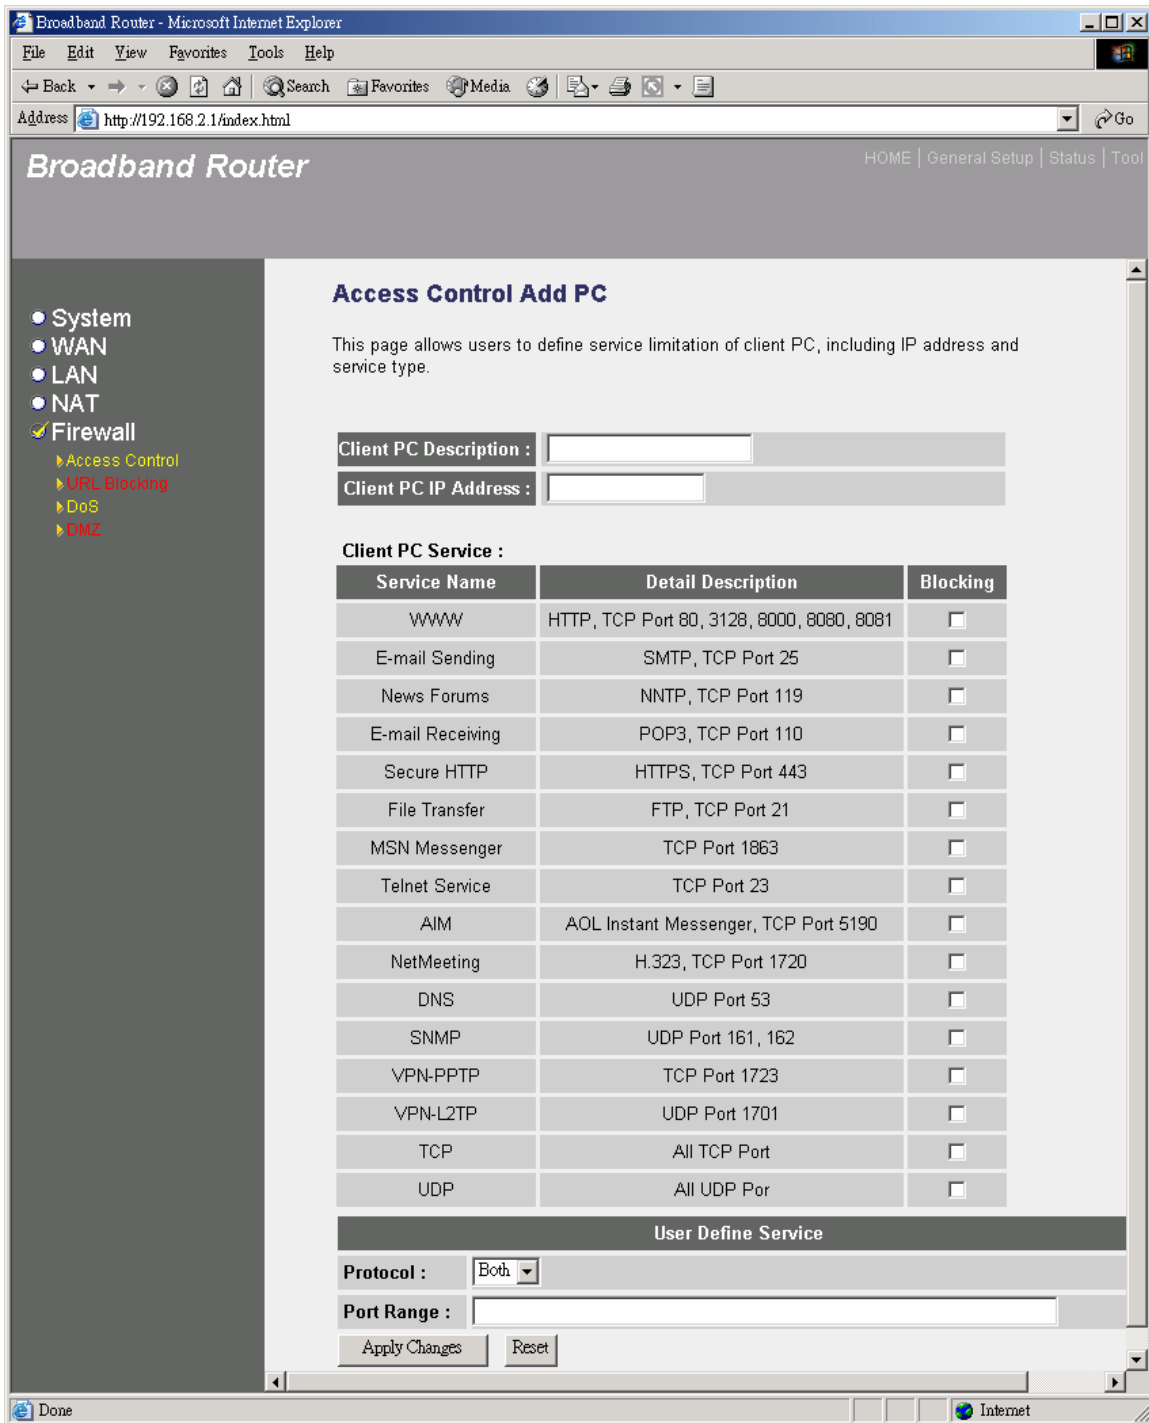 Broadband Router - Microsoft Internet Explorer
File Edit View Favorites Tools Help
Back Search Favorites Media
Address http://192.168.2.1/index.html Go
Broadband Router
HOME | General Setup | Status | Tool
System
WAN
LAN
NAT
Firewall
Access Control
URL Blocking
DoS
DMZ
Access Control Add PC
This page allows users to define service limitation of client PC, including IP address and
service type.
Client PC Description :
Client PC IP Address :
Client PC Service :
Service Name Detail Description Blocking
WWW HTTP, TCP Port 80, 3128, 8000, 8080, 8081
E-mail Sending SMTP, TCP Port 25
News Forums NNTP, TCP Port 119
E-mail Receiving POP3, TCP Port 110
Secure HTTP HTTPS, TCP Port 443
File Transfer FTP, TCP Port 21
MSN Messenger TCP Port 1863
Telnet Service TCP Port 23
AIM AOL Instant Messenger, TCP Port 5190
NetMeeting H.323, TCP Port 1720
DNS UDP Port 53
SNMP UDP Port 161, 162
VPN-PPTP TCP Port 1723
VPN-L2TP UDP Port 1701
TCP All TCP Port
UDP All UDP Por
User Define Service
Protocol : Both
Port Range :
Apply Changes Reset
Done Internet